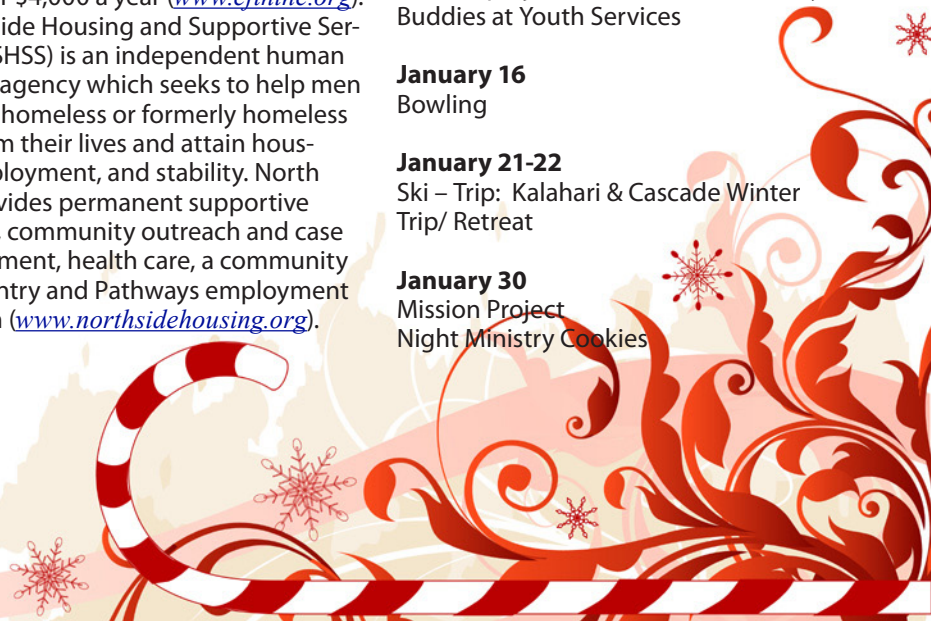 $4,000 a year (www.cjtinlnc.org).
ide Housing and Supportive Ser-
SHSS) is an independent human
agency which seeks to help men
homeless or formerly homeless
m their lives and attain hous-
ployment, and stability. North
vides permanent supportive
, community outreach and case
ment, health care, a community
ntry and Pathways employment
(www.northsidehousing.org).
Buddies at Youth Services
January 16
Bowling
January 21-22
Ski – Trip: Kalahari & Cascade Winter
Trip/ Retreat
January 30
Mission Project
Night Ministry Cookies